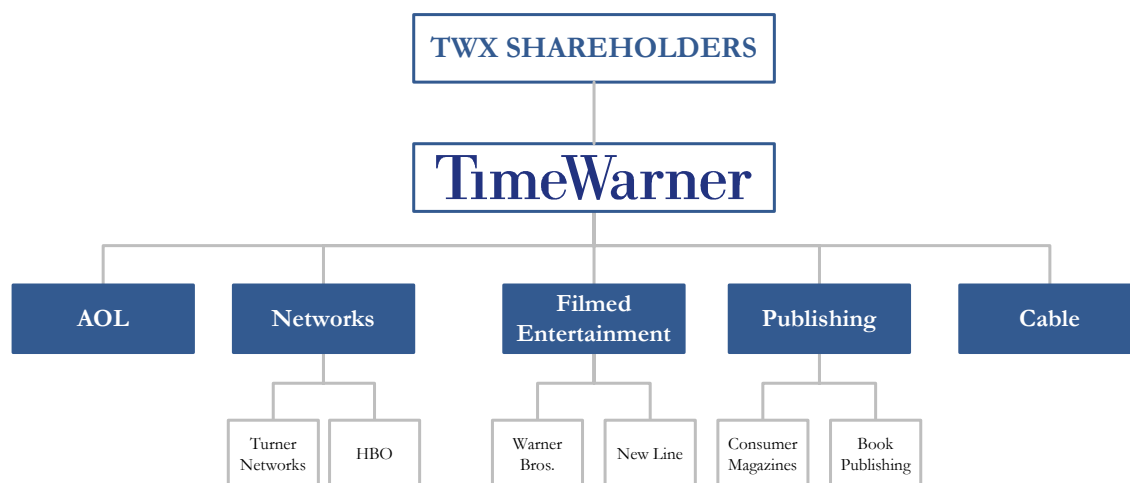 TWX SHAREHOLDERS
TimeWarner
AOL
Networks
Filmed
Entertainment
Publishing
Cable
Turner
Networks
HBO
Warner
Bros.
New Line
Consumer
Magazines
Book
Publishing